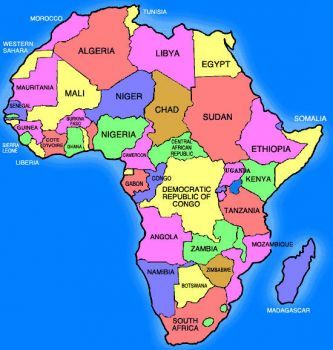 TUNISIA
MOROCCO
ALGERIA
LIBYA
EGYPT
WESTERN
SAHARA
MAURITANIA
MALI
NIGER
CHAD
SUDAN
SENEGAL
GUINEA
BURKINA
FASO
NIGERIA
SIERRA
LEONE
COTE
D'IVOIRE
GHANA
LIBERIA
CENTRAL
AFRICAN
REPUBLIC
CAMEROON
ETHIOPIA
SOMALIA
UGANDA
KENYA
GABON
CONGO
DEMOCRATIC
REPUBLIC OF
CONGO
TANZANIA
ANGOLA
ZAMBIA
MOZAMBIQUE
NAMIBIA
ZIMBABWE
BOTSWANA
MADAGASCAR
SOUTH
AFRICA